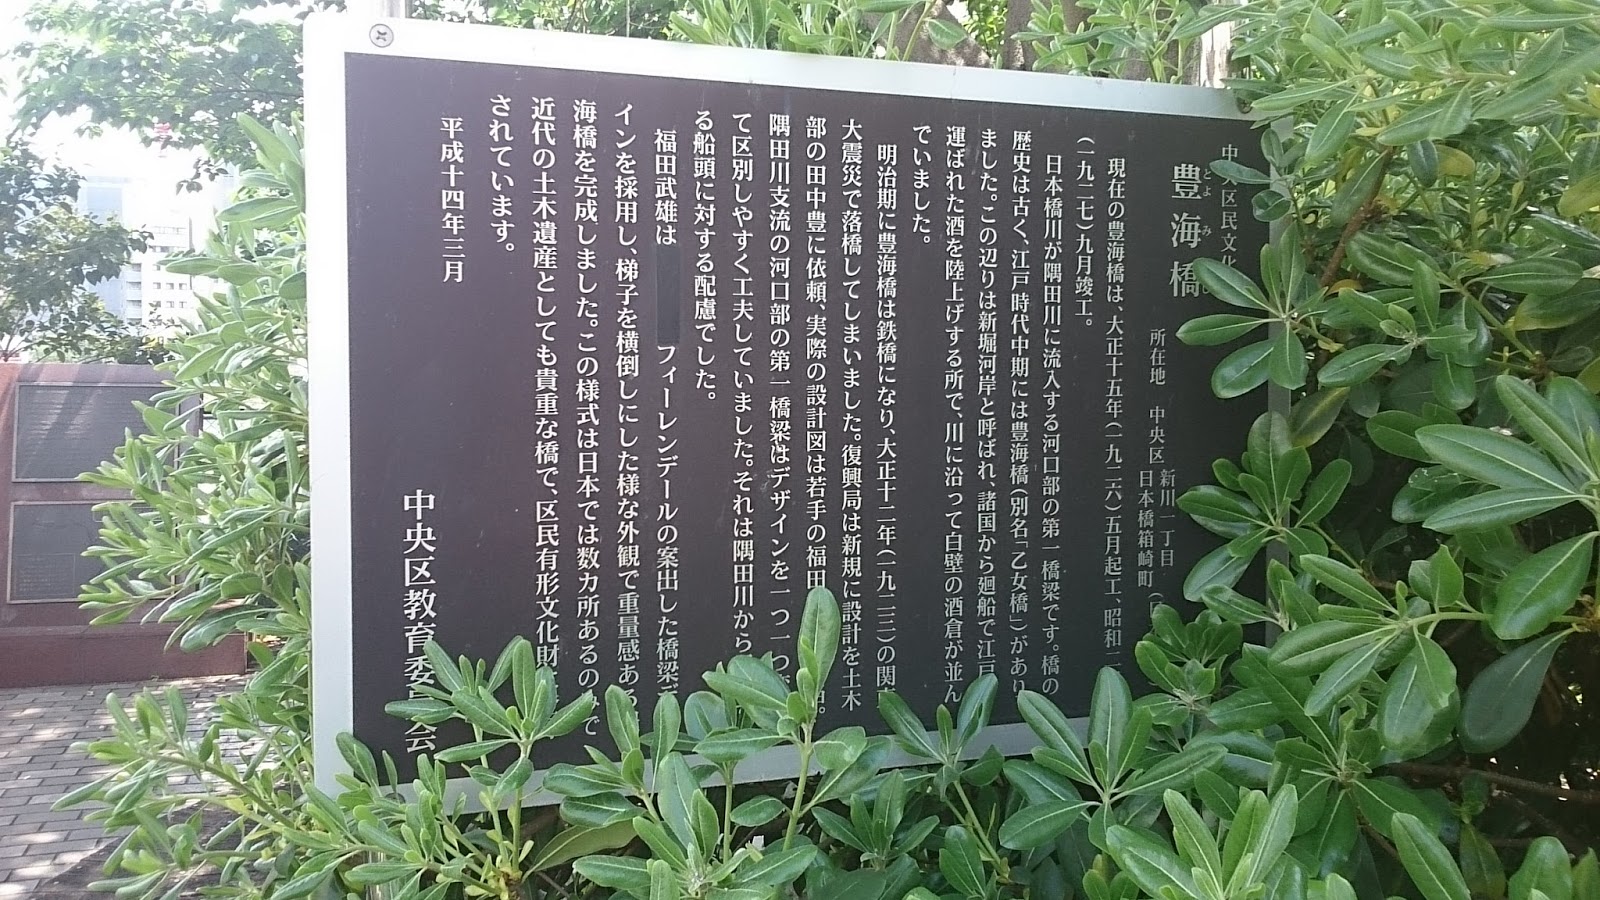 中 区民文化
豊海橋
とよ み
所在地 中央区 新川一丁目
日本橋箱崎町
現在の豊海橋は、大正十五年(一九二六)五月起工、昭和二
(一九二七)九月竣工。
日本橋川が隅田川に流入する河口部の第一橋梁です。橋の
歴史は古く、江戸時代中期には豊海橋(別名「乙女橋」)があり
ました。この辺りは新堀河岸と呼ばれ、諸国から廻船で江戸
運ばれた酒を陸上げする所で、川に沿って白壁の酒倉が並ん
でいました。
明治期に豊海橋は鉄橋になり、大正十二年(一九二三)の関東
大震災で落橋してしまいました。復興局は新規に設計を土木
部の田中豊に依頼、実際の設計図は若手の福田 。
隅田川支流の河口部の第一橋梁はデザインを一つ一つ
て区別しやすく工夫していました。それは隅田川から
る船頭に対する配慮でした。
福田武雄は フィーレンデールの案出した橋梁デ
インを採用し、梯子を横倒しにした様な外観で重量感ある
海橋を完成しました。この様式は日本では数カ所あるのみで
近代の土木遺産としても貴重な橋で、区民有形文化財
されています。
平成十四年三月
中央区教育委員会